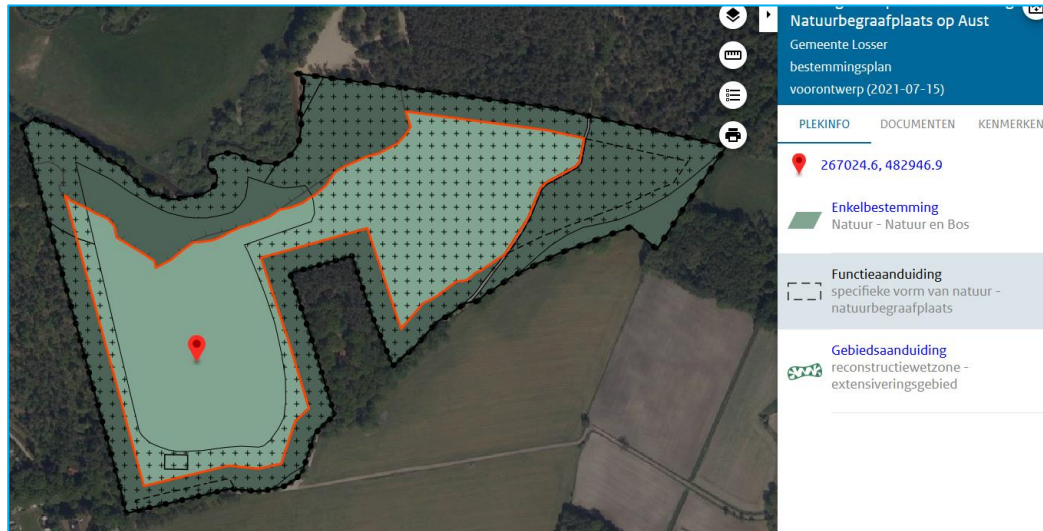 Natuurbegraafplaats op Aust
Gemeente Losser
bestemmingsplan
voorontwerp (2021-07-15)
PLEKINFO DOCUMENTEN KENMERKEN
267024.6, 482946.9
Enkelbestemming
Natuur - Natuur en Bos
Functieaanduiding
specifieke vorm van natuur -
natuurbegraafplaats
Gebiedsaanduiding
reconstructiewetzone -
extensiveringsgebied